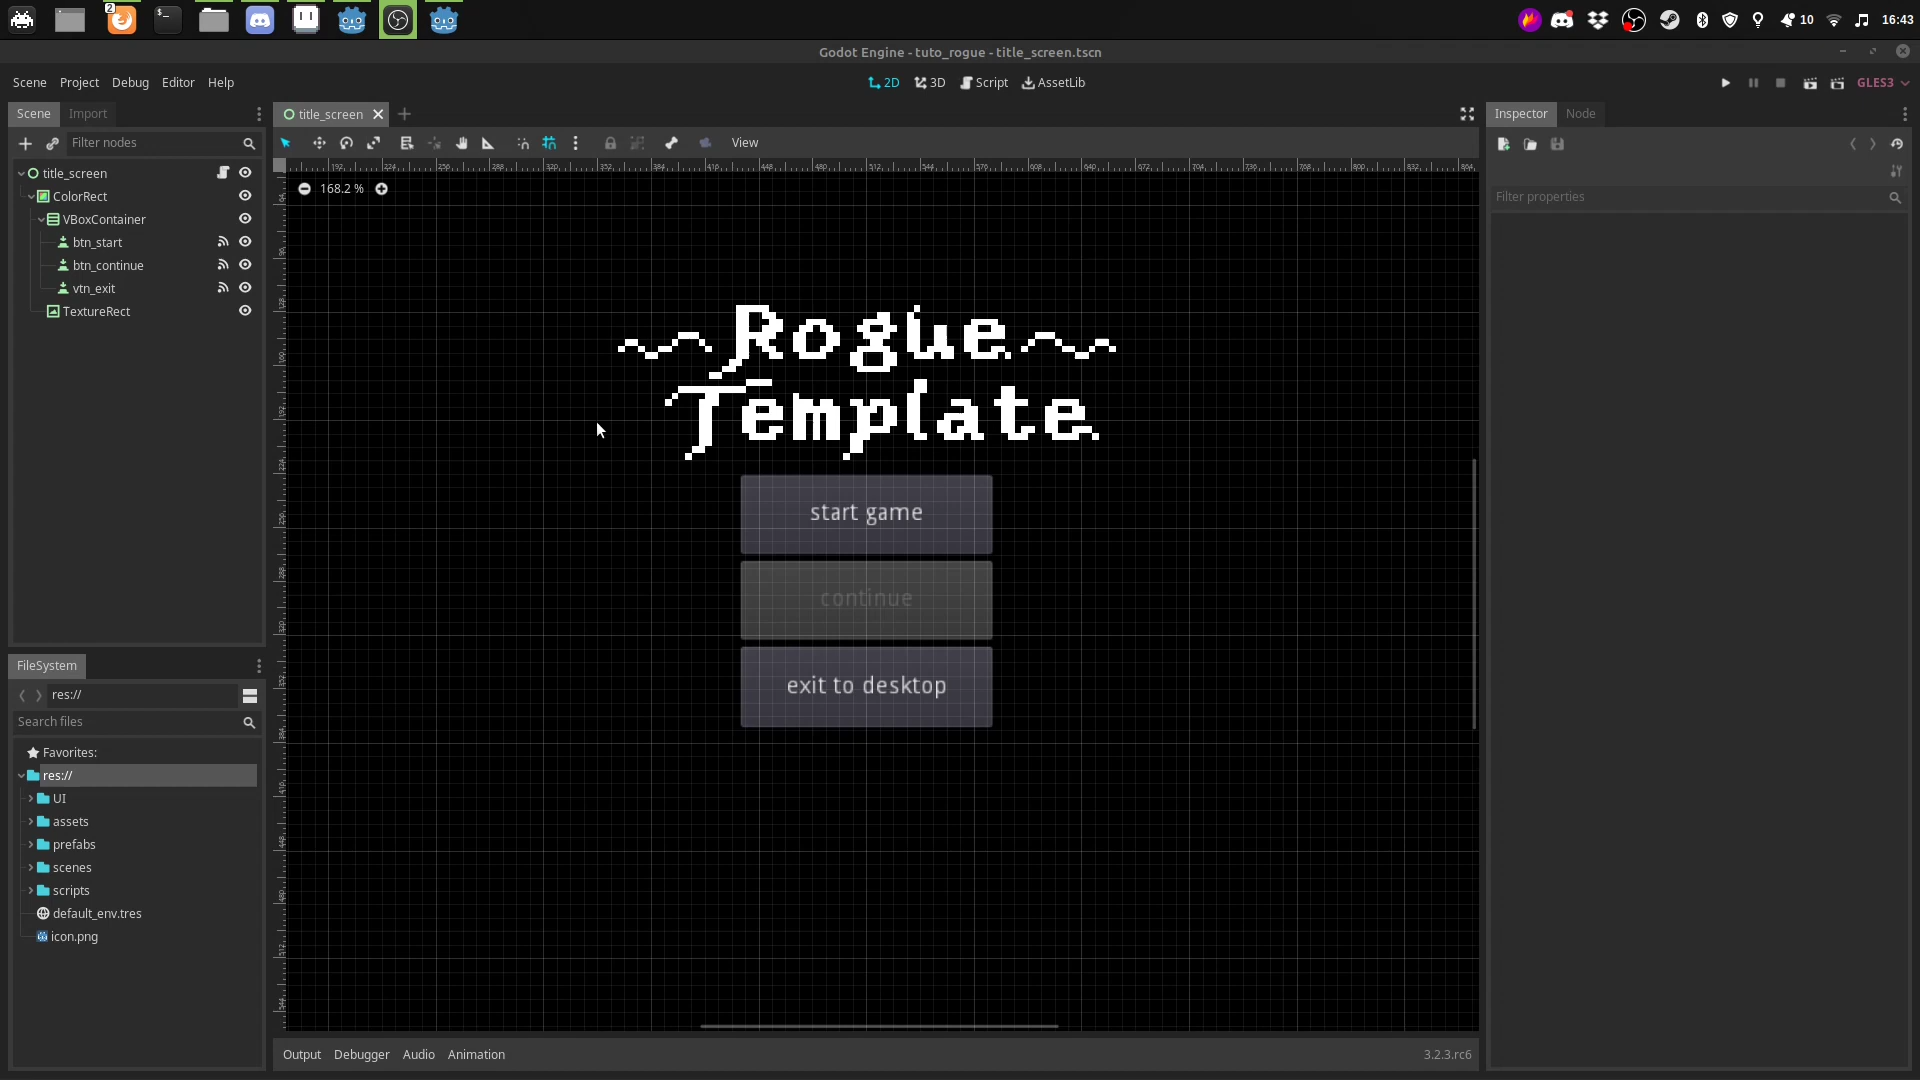 2
10
16:43
Godot Engine - tuto_rogue - title_screen.tscn
Scene Project Debug Editor Help
2D 3D Script AssetLib
GLES3
Scene Import
title_screen
Inspector Node
Filter nodes
View
title_screen
168.2 %
ColorRect
Filter properties
VBoxContainer
btn_start
btn_continue
vtn_exit
TextureRect
Rogue
Template
start game
continue
exit to desktop
FileSystem
res://
Search files
Favorites:
res://
UI
assets
prefabs
scenes
scripts
default_env.tres
icon.png
Output Debugger Audio Animation
3.2.3.rc6